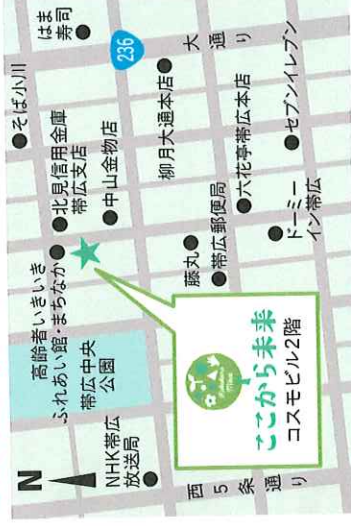 N
NHK帯広
放送局
西5条通り
高齢者いきいき
ふれあい館・まちなか
帯広中央
公園
そば小川
はま
寿司
北見信用金庫
帯広支店
中山金物店
236
大通り
柳月大通本店
藤丸
帯広郵便局
六花亭帯広本店
ドーミー
イン帯広
セブンイレブン
ここから未来
コスモビル2階